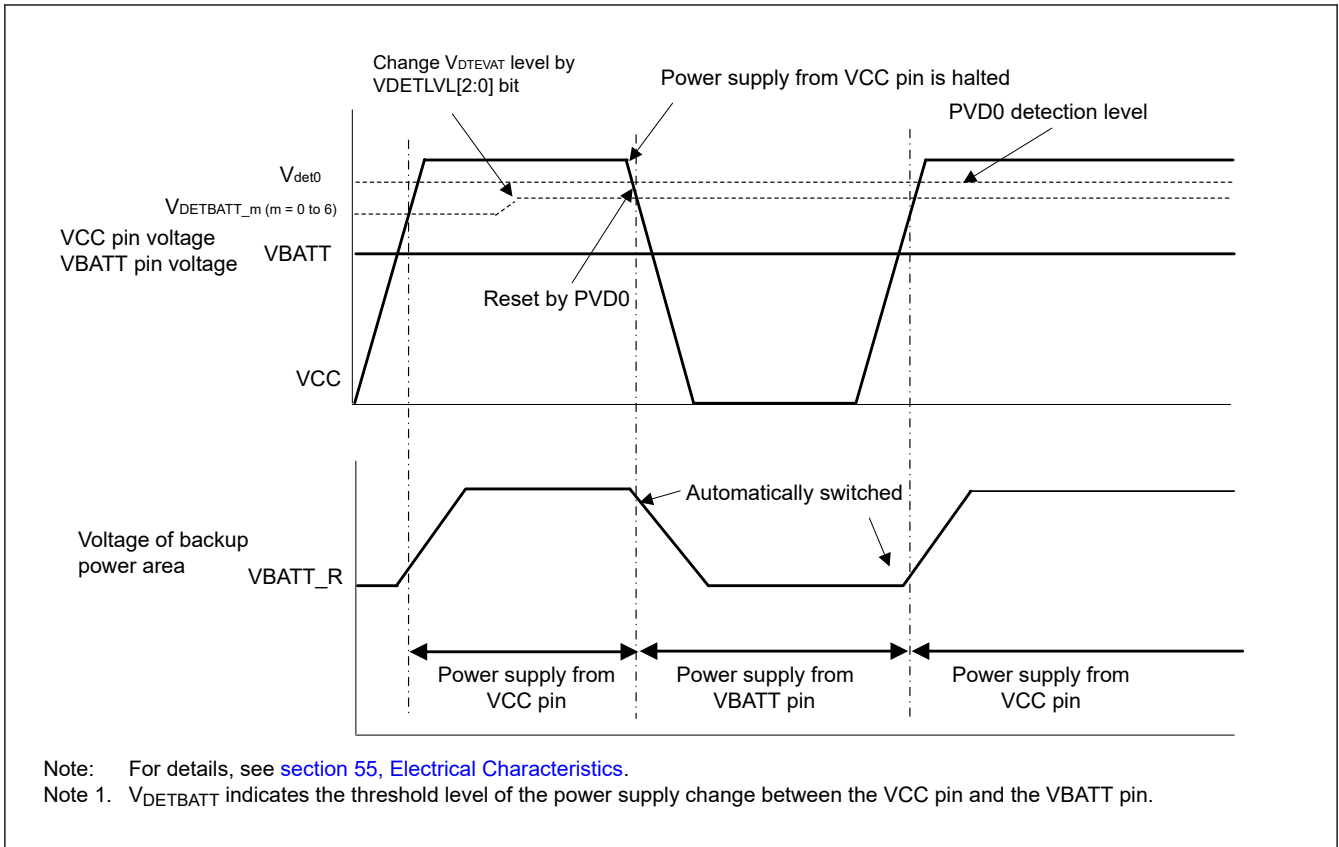 Change VDTEVAT level by
VDETLVL[2:0] bit
Power supply from VCC pin is halted
PVD0 detection level
Vdet0
VDETBATT_m (m = 0 to 6)
VCC pin voltage
VBATT pin voltage
VBATT
Reset by PVD0
VCC
Automatically switched
Voltage of backup
power area
VBATT_R
Power supply from
VCC pin
Power supply from
VBATT pin
Power supply from
VCC pin
Note: For details, see section 55, Electrical Characteristics.
Note 1. VDETBATT indicates the threshold level of the power supply change between the VCC pin and the VBATT pin.